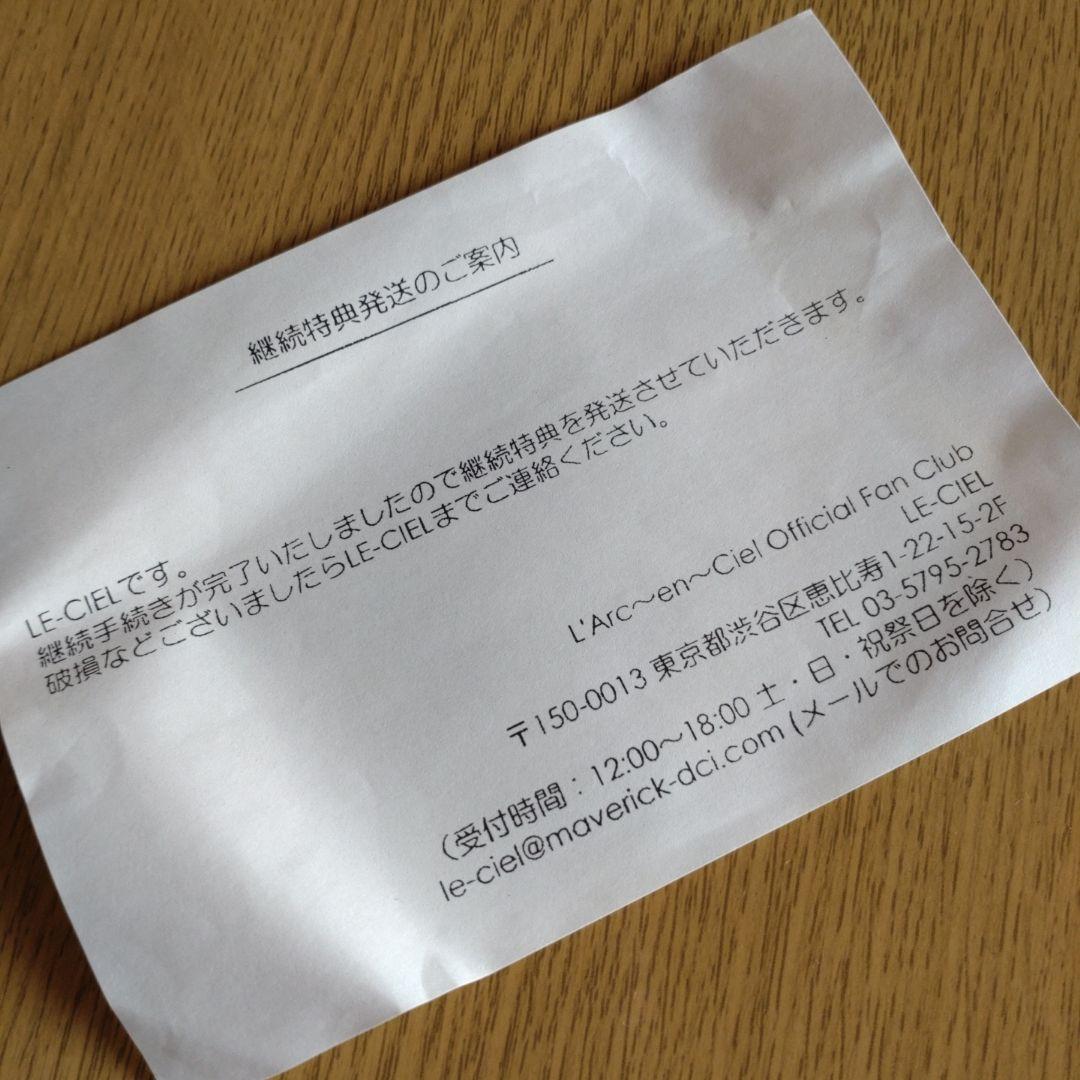 継続特典発送のご案内
LE-CIELです。
継続手続きが完了いたしましたので継続特典を発送させていただきます。
破損などございましたらLE-CIELまでご連絡ください。
L'Arc～en～Ciel Official Fan Club
LE-CIEL
〒150-0013 東京都渋谷区恵比寿1-22-15-2F
TEL 03-5795-2783
（受付時間：12:00～18:00 土・日・祝祭日を除く）
le-ciel@maverick-dci.com (メールでのお問合せ)